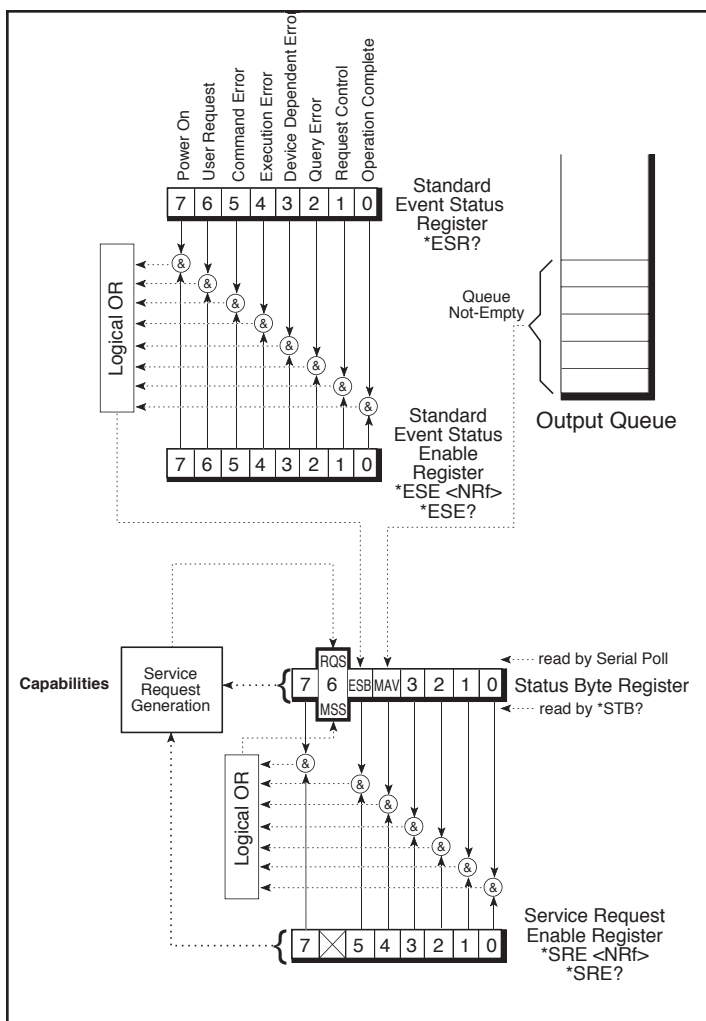 Power On
User Request
Command Error
Execution Error
Device Dependent Error
Query Error
Request Control
Operation Complete
7 6 5 4 3 2 1 0
Standard
Event Status
Register
*ESR?
&
&
&
&
&
&
&
&
Logical OR
Queue
Not-Empty
Output Queue
Standard
Event Status
Enable
Register
*ESE <NRf>
*ESE?
7 6 5 4 3 2 1 0
Capabilities
Service
Request
Generation
RQS
7 6 ESB MAV 3 2 1 0
MSS
read by Serial Poll
Status Byte Register
read by *STB?
&
&
&
&
&
&
&
Logical OR
7 5 4 3 2 1 0
Service Request
Enable Register
*SRE <NRf>
*SRE?